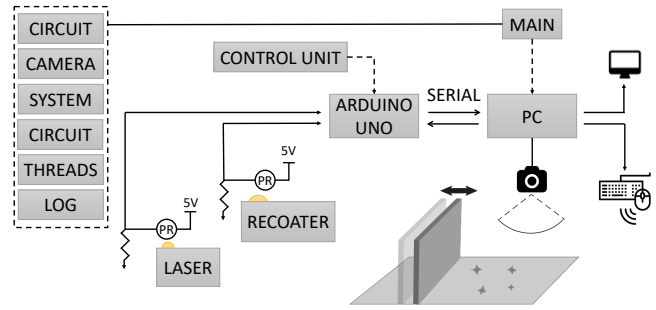 CIRCUIT
CAMERA
SYSTEM
CIRCUIT
THREADS
LOG
MAIN
CONTROL UNIT
ARDUINO
UNO
SERIAL
PC
5V
PR
RECOATER
5V
PR
LASER